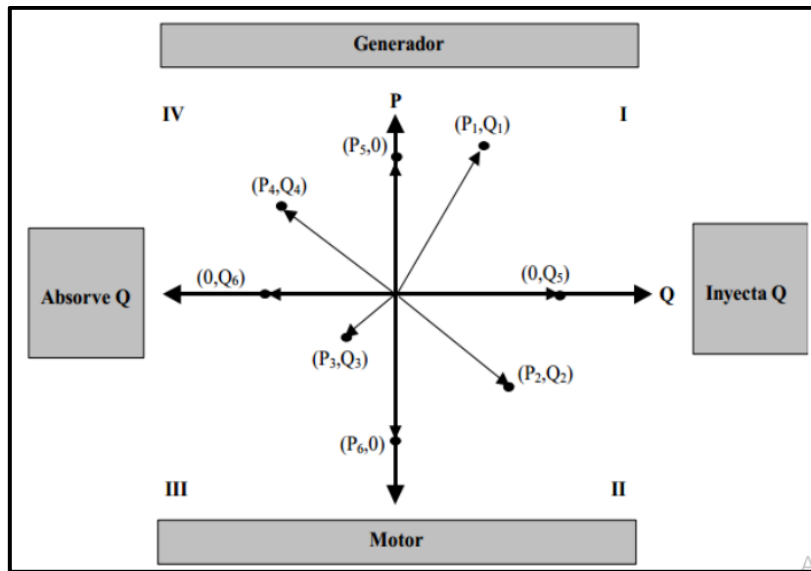 Generador
IV
P
I
(P₁,Q₁)
(P₅,0)
(P₄,Q₄)
Absorve Q
(0,Q₆)
(0,Q₅)
Q
Inyecta Q
(P₃,Q₃)
(P₂,Q₂)
(P₆,0)
III
II
Motor
A